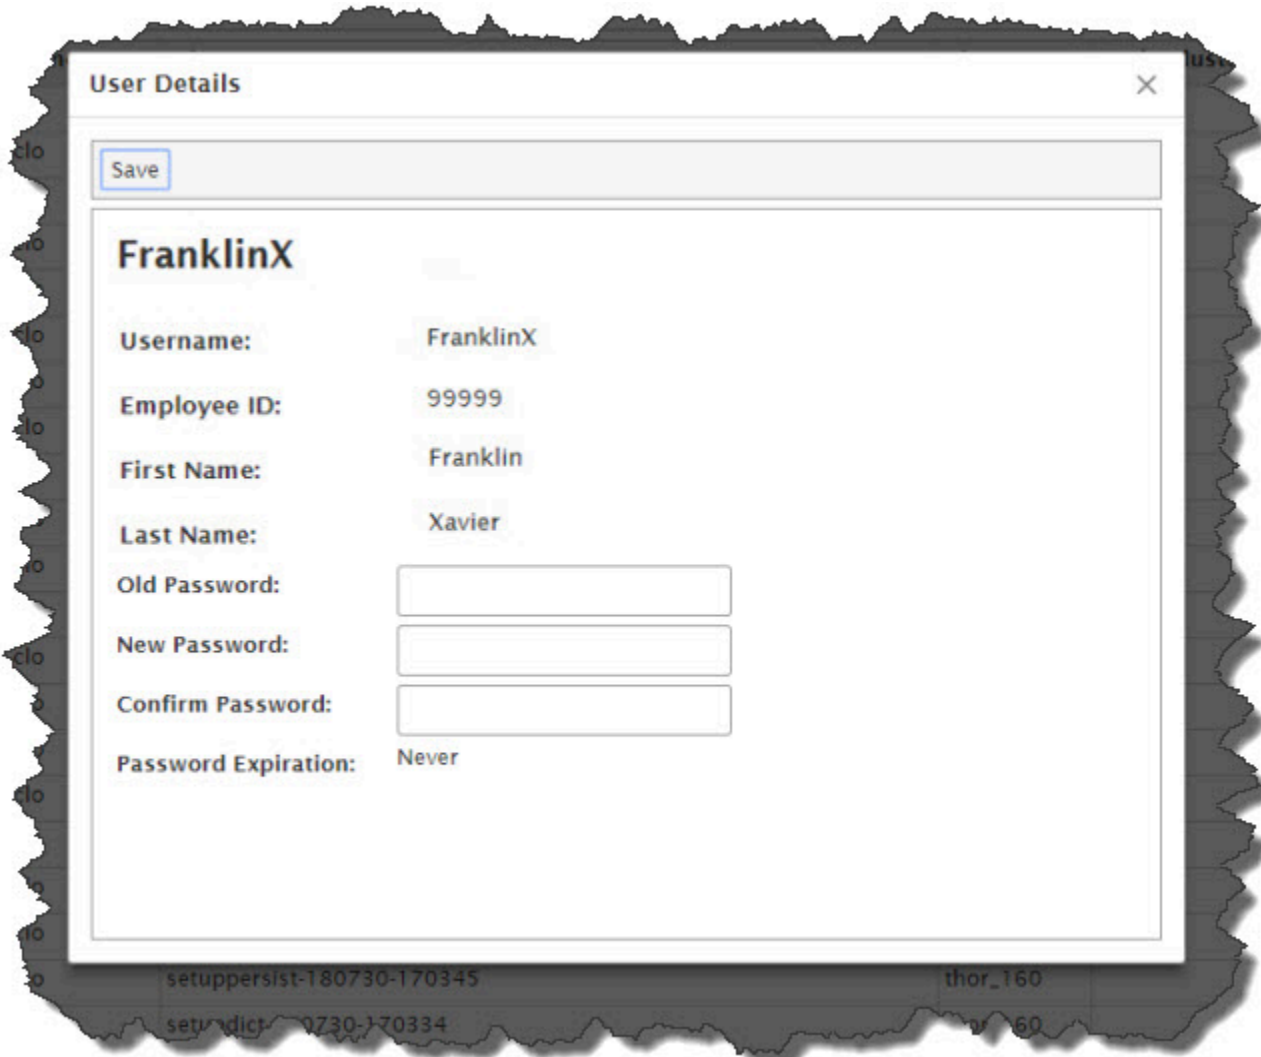 User Details
Save
FranklinX
Username: FranklinX
Employee ID: 99999
First Name: Franklin
Last Name: Xavier
Old Password:
New Password:
Confirm Password:
Password Expiration: Never
setuppersist-180730-170345 thor_160